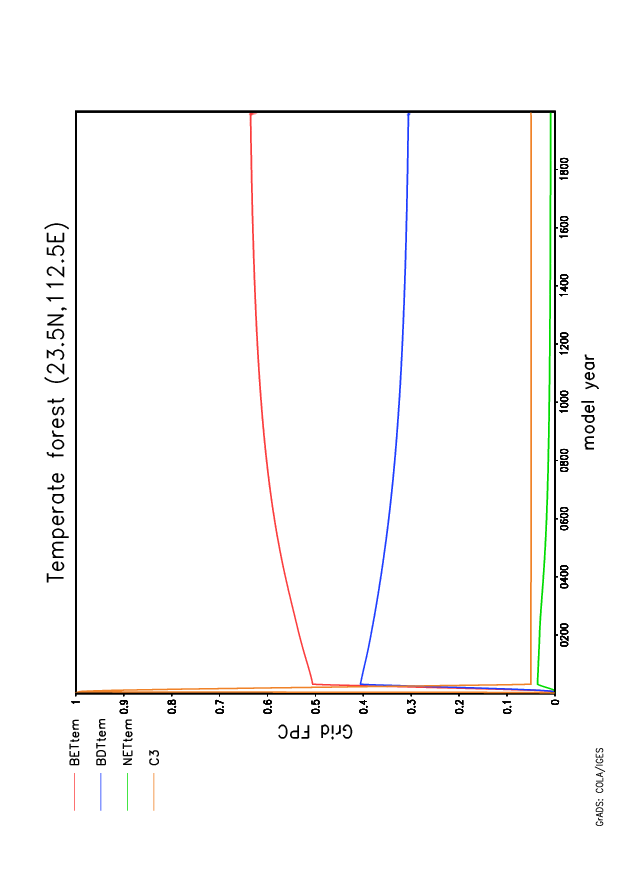 Temperate forest (23.5N,112.5E)
1
0.9
0.8
0.7
0.6
0.5
0.4
0.3
0.2
0.1
0
Grid FPC
0200
0400
0600
0800
1000
1200
1400
1600
1800
model year
BETtem
BDTtem
NETtem
C3
GrADS: COLA/IGES